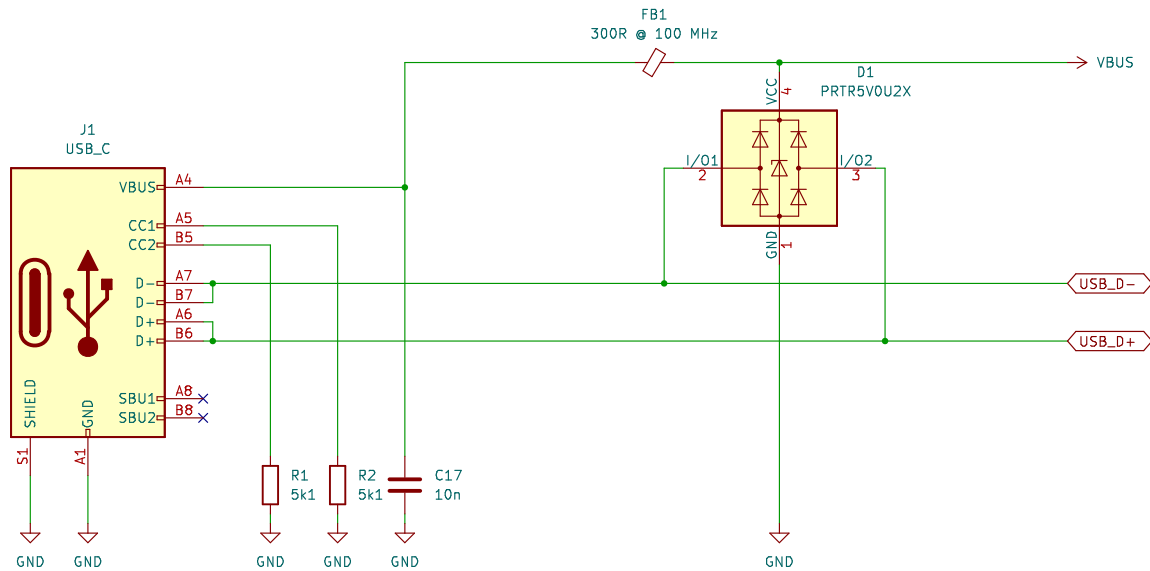 FB1
300R @ 100 MHz
VBUS
D1
PRTR5V0U2X
VCC
4
J1
USB_C
I/O1
2
I/O2
3
VBUS
A4
CC1
A5
CC2
B5
GND
1
D-
A7
D-
B7
D+
A6
D+
B6
USB_D-
USB_D+
SBU1
A8
SBU2
B8
SHIELD
GND
S1
A1
R1
5k1
R2
5k1
C17
10n
GND
GND
GND
GND
GND
GND